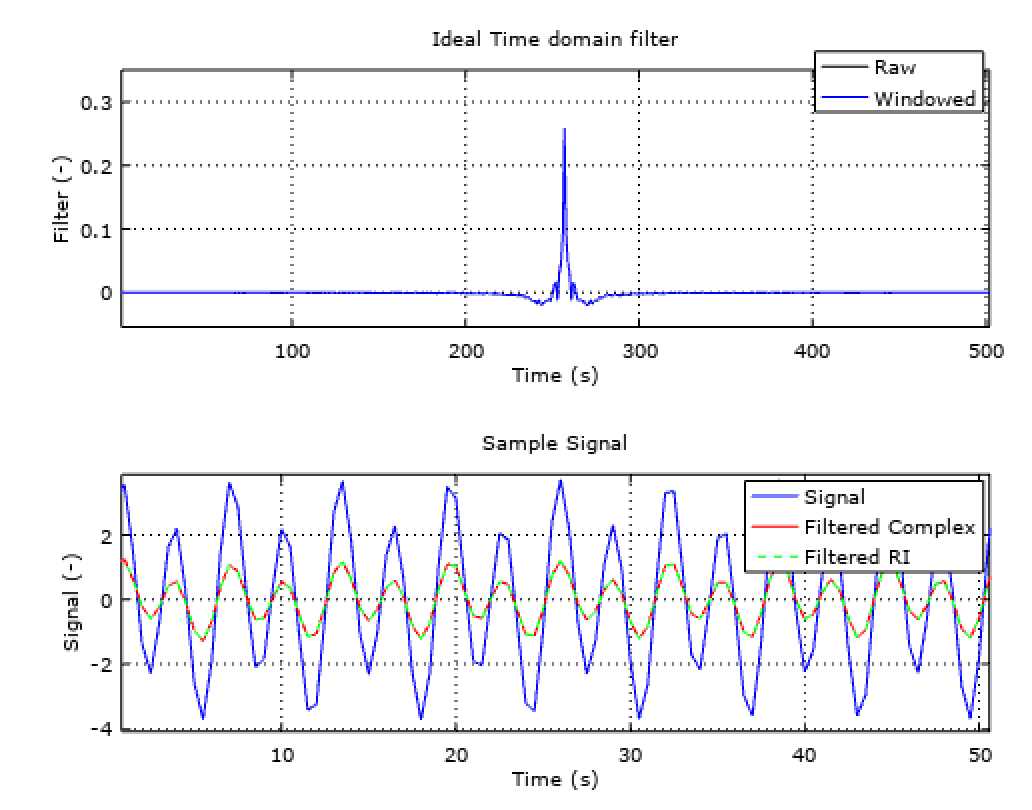 Ideal Time domain filter
Raw
Windowed
0.3
0.2
0.1
0
Filter (-)
100 200 300 400 500
Time (s)
Sample Signal
Signal
Filtered Complex
Filtered RI
2
0
-2
-4
Signal (-)
10 20 30 40 50
Time (s)